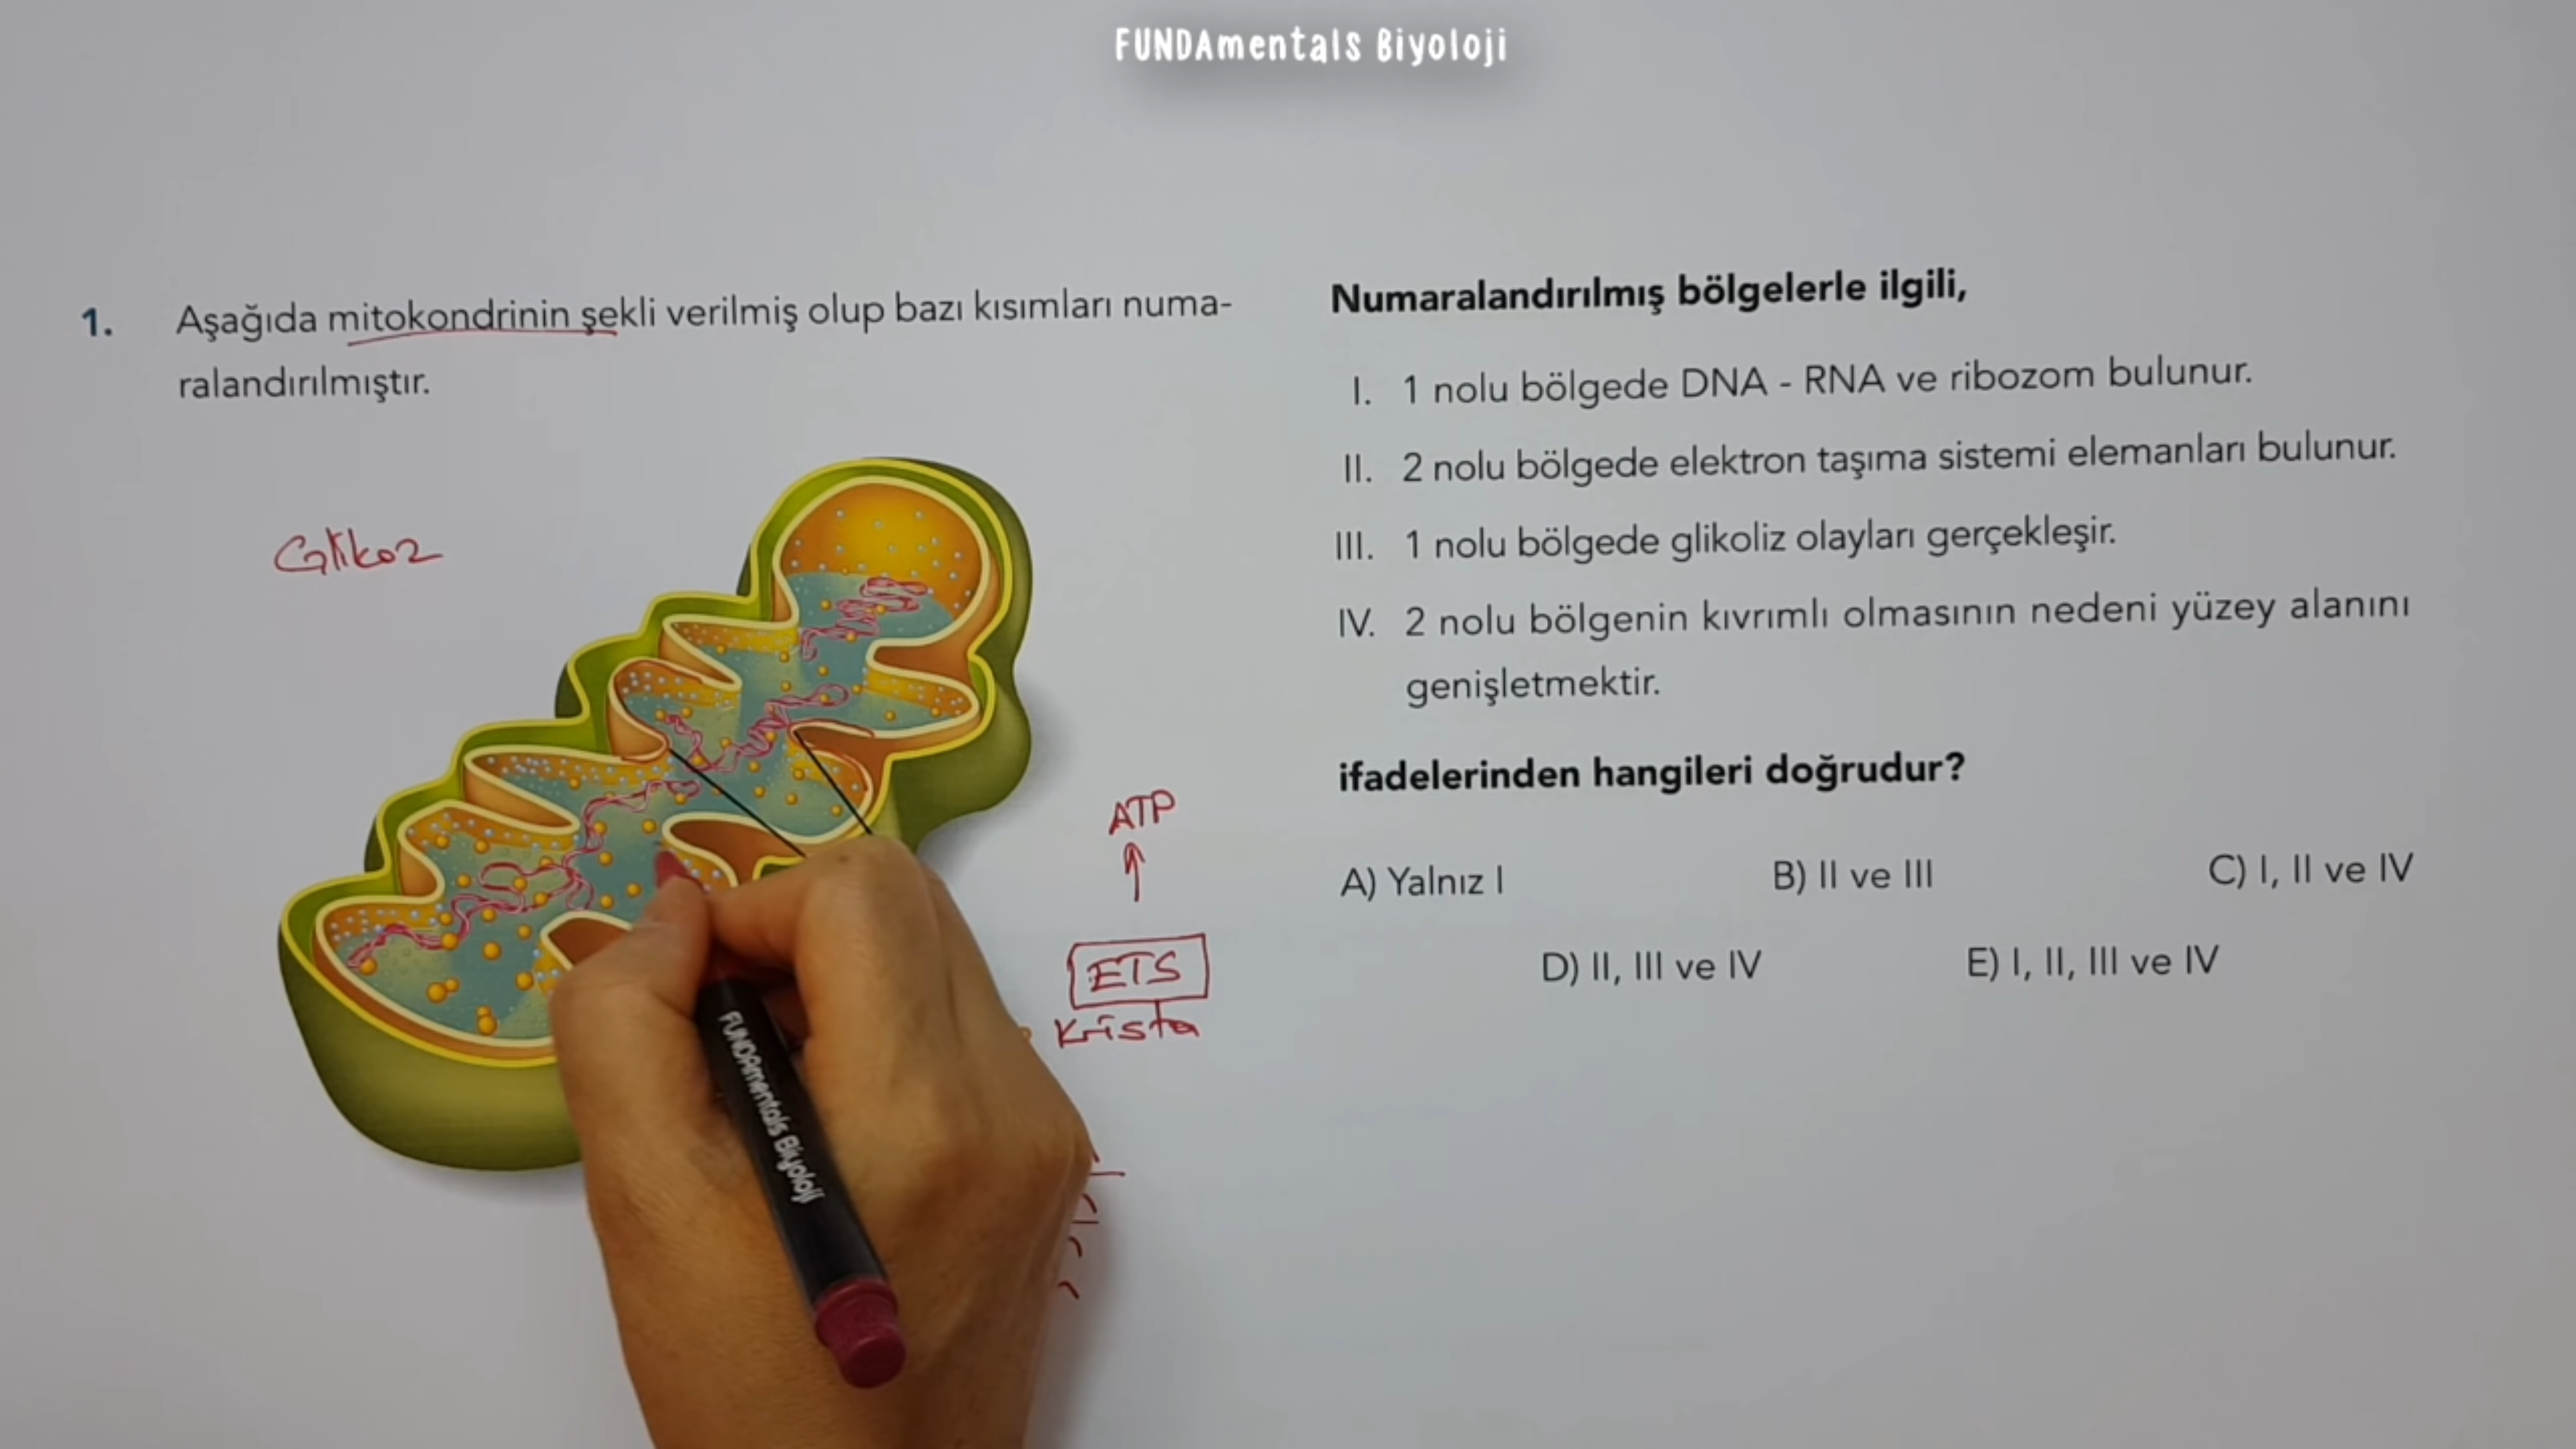 FUNDAmentals Biyoloji
1. Aşağıda mitokondrinin şekli verilmiş olup bazı kısımları numa-
ralandırılmıştır.
Glikoz
ATP
ETS
Krista
FUNDAmentals Biyoloji
Numaralandırılmış bölgelerle ilgili,
I. 1 nolu bölgede DNA - RNA ve ribozom bulunur.
II. 2 nolu bölgede elektron taşıma sistemi elemanları bulunur.
III. 1 nolu bölgede glikoliz olayları gerçekleşir.
IV. 2 nolu bölgenin kıvrımlı olmasının nedeni yüzey alanını
genişletmektir.
ifadelerinden hangileri doğrudur?
A) Yalnız I B) II ve III C) I, II ve IV
D) II, III ve IV E) I, II, III ve IV